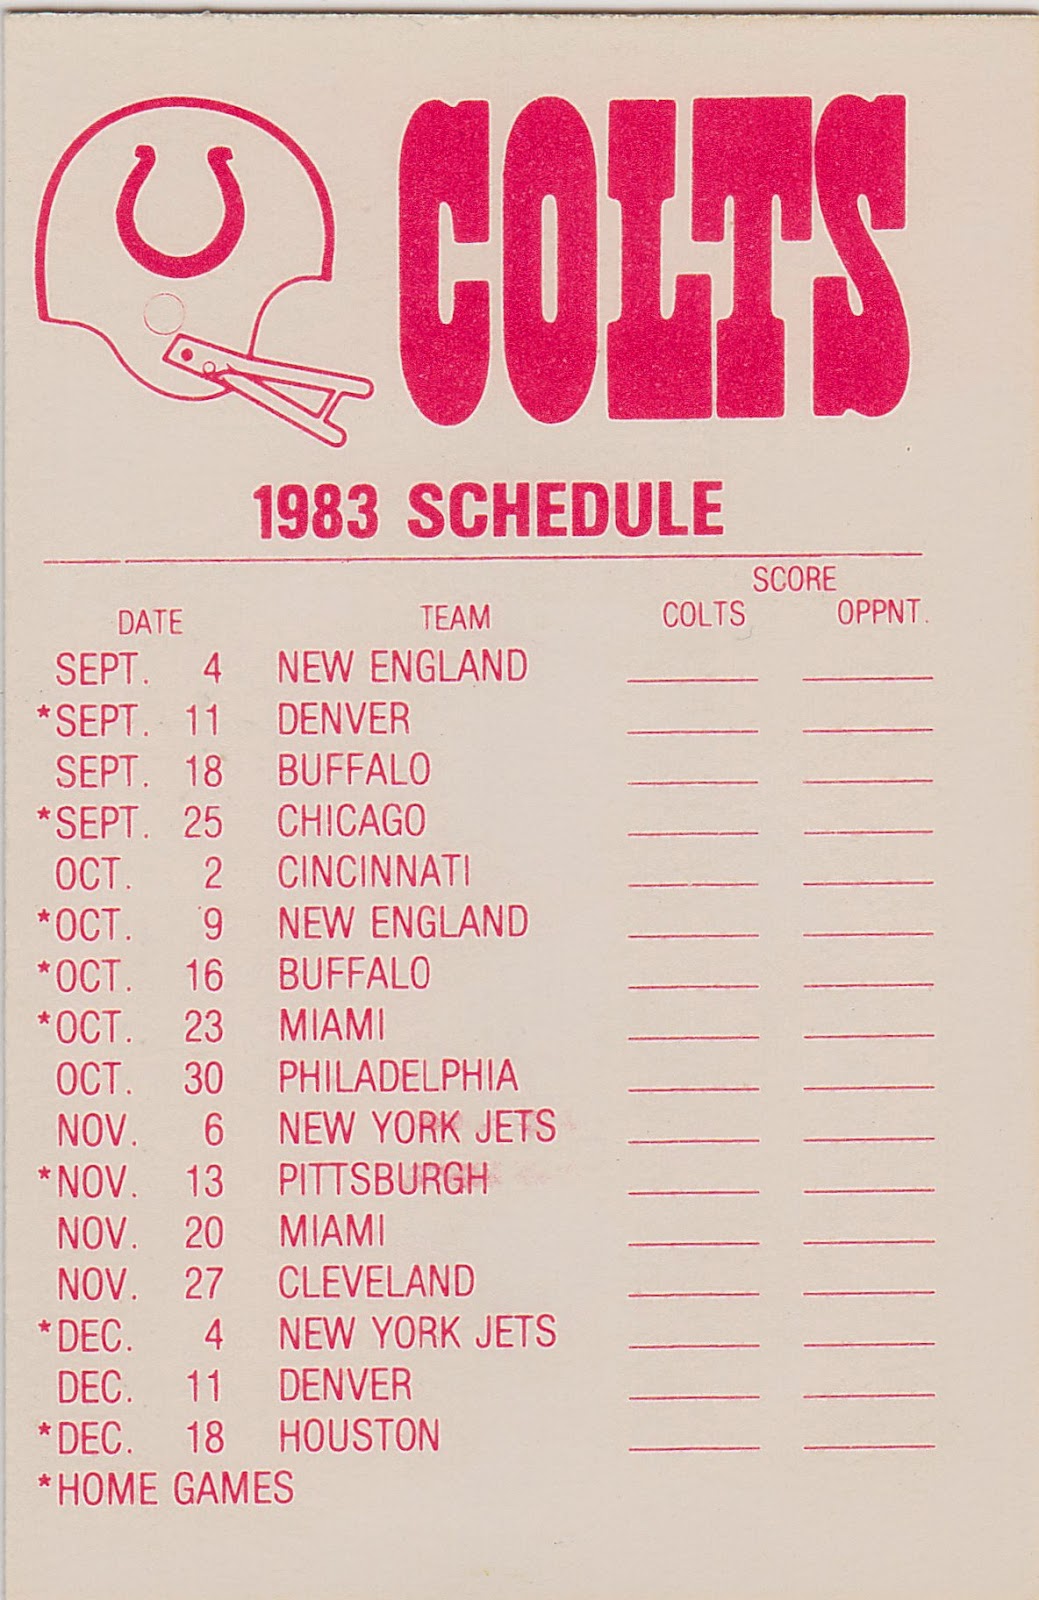 COLTS
1983 SCHEDULE
SCORE
DATE TEAM COLTS OPPNT.
SEPT. 4 NEW ENGLAND
*SEPT. 11 DENVER
SEPT. 18 BUFFALO
*SEPT. 25 CHICAGO
OCT. 2 CINCINNATI
*OCT. 9 NEW ENGLAND
*OCT. 16 BUFFALO
*OCT. 23 MIAMI
OCT. 30 PHILADELPHIA
NOV. 6 NEW YORK JETS
*NOV. 13 PITTSBURGH
NOV. 20 MIAMI
NOV. 27 CLEVELAND
*DEC. 4 NEW YORK JETS
DEC. 11 DENVER
*DEC. 18 HOUSTON
*HOME GAMES